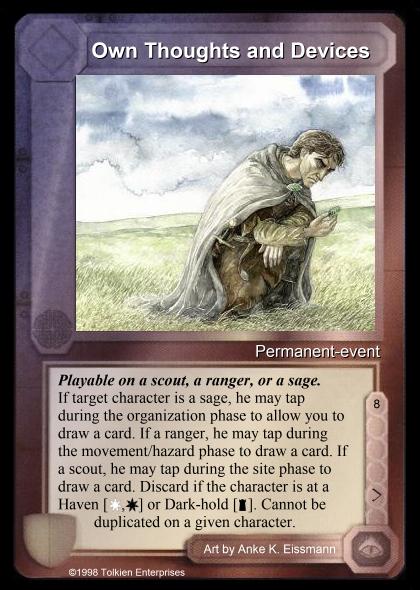 Own Thoughts and Devices
Permanent-event
Playable on a scout, a ranger, or a sage.
If target character is a sage, he may tap
during the organization phase to allow you to
draw a card. If a ranger, he may tap during
the movement/hazard phase to draw a card. If
a scout, he may tap during the site phase to
draw a card. Discard if the character is at a
Haven [☀,✷] or Dark-hold [♜]. Cannot be
duplicated on a given character.
8
Art by Anke K. Eissmann
©1998 Tolkien Enterprises